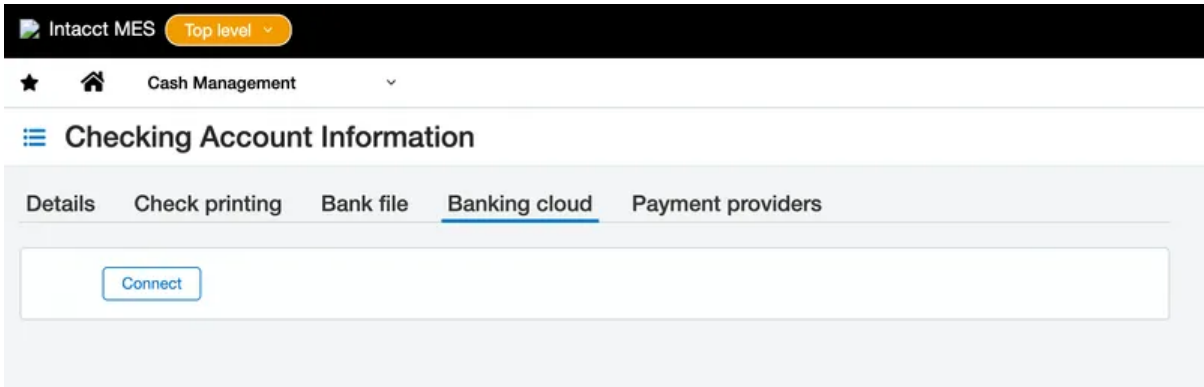 Intacct MES Top level
Cash Management
Checking Account Information
Details Check printing Bank file Banking cloud Payment providers
Connect